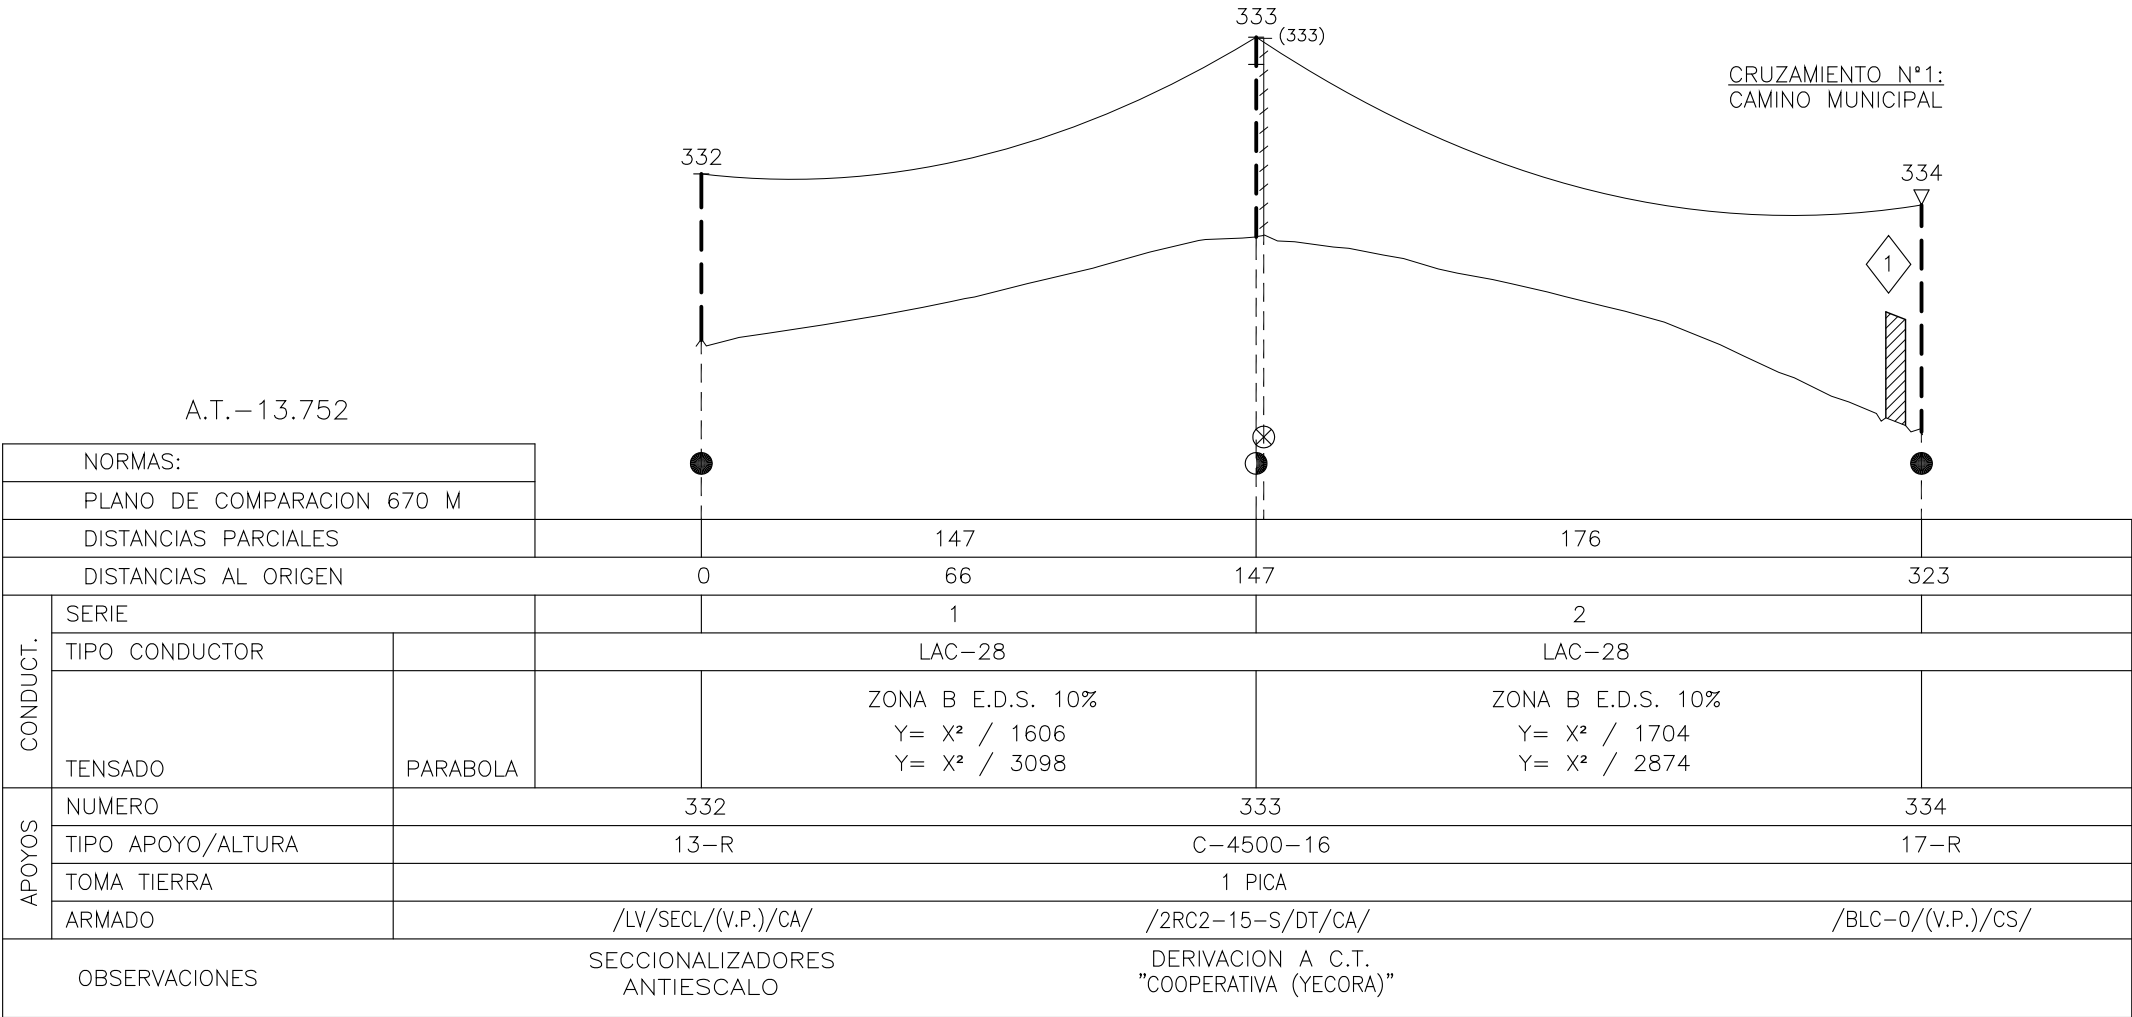 333
(333)
CRUZAMIENTO Nº1:
CAMINO MUNICIPAL
332
334
1
A.T.-13.752
NORMAS:
PLANO DE COMPARACION 670 M
DISTANCIAS PARCIALES 147 176
DISTANCIAS AL ORIGEN 0 66 147 323
CONDUCT.
SERIE 1 2
TIPO CONDUCTOR LAC-28 LAC-28
ZONA B E.D.S. 10% ZONA B E.D.S. 10%
Y= X² / 1606 Y= X² / 1704
TENSADO PARABOLA Y= X² / 3098 Y= X² / 2874
APOYOS
NUMERO 332 333 334
TIPO APOYO/ALTURA 13-R C-4500-16 17-R
TOMA TIERRA 1 PICA
ARMADO /LV/SECL/(V.P.)/CA/ /2RC2-15-S/DT/CA/ /BLC-0/(V.P.)/CS/
OBSERVACIONES
SECCIONALIZADORES
ANTIESCALO
DERIVACION A C.T.
"COOPERATIVA (YECORA)"